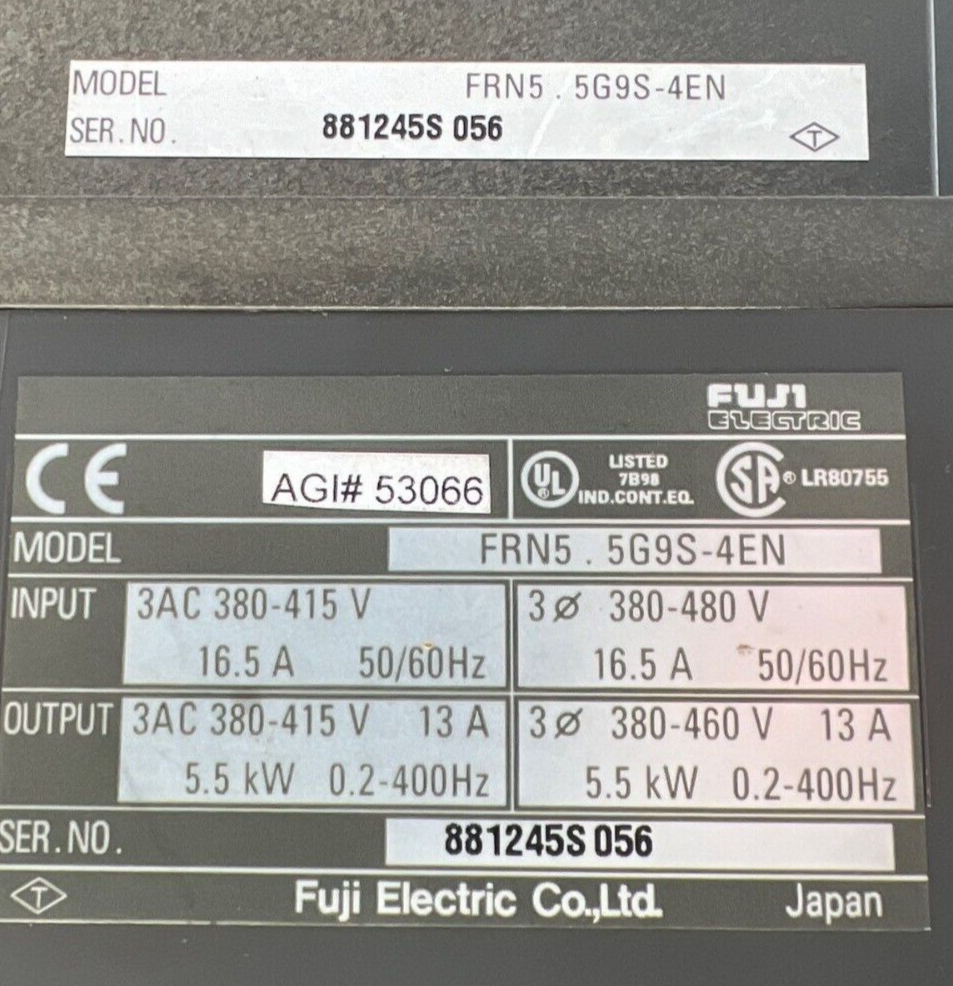 MODEL FRN5.5G9S-4EN
SER.NO. 881245S 056
T
FUJI
ELECTRIC
CE AGI# 53066 UL® LISTED 7B98 IND.CONT.EQ. SA® LR80755
MODEL FRN5.5G9S-4EN
INPUT 3AC 380-415 V 3ø 380-480 V
16.5 A 50/60Hz 16.5 A 50/60Hz
OUTPUT 3AC 380-415 V 13 A 3ø 380-460 V 13 A
5.5 kW 0.2-400Hz 5.5 kW 0.2-400Hz
SER.NO. 881245S 056
T Fuji Electric Co.,Ltd. Japan